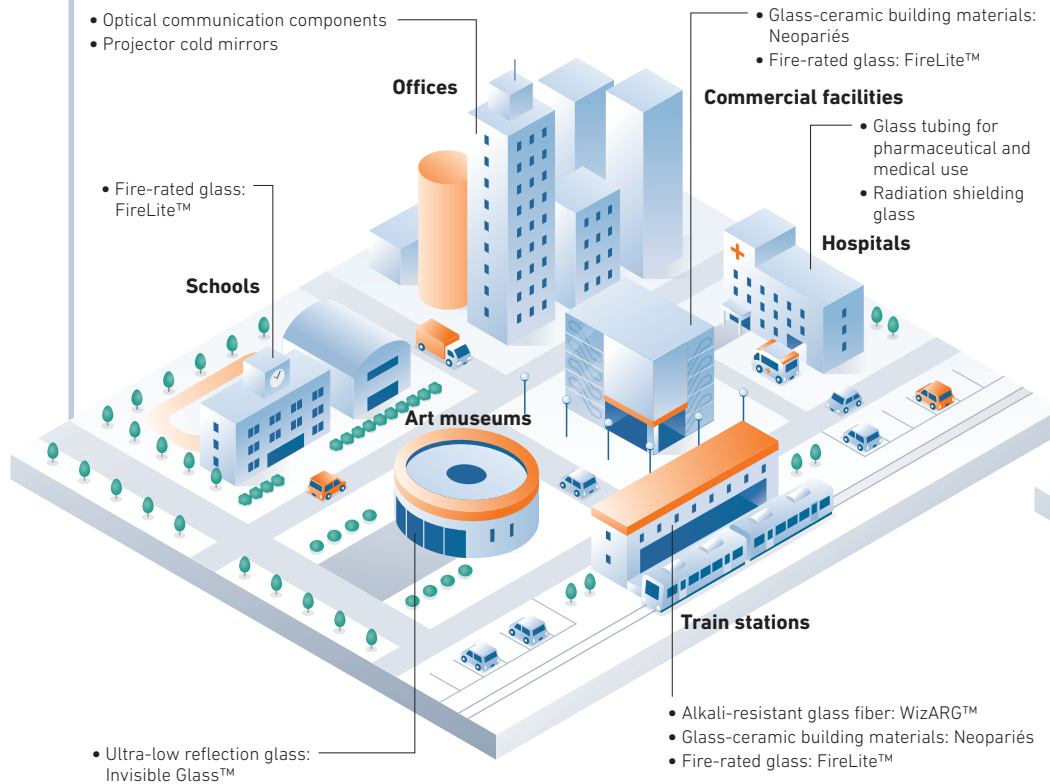 • Optical communication components
• Projector cold mirrors
Offices
• Glass-ceramic building materials:
Neopariés
• Fire-rated glass: FireLite™
Commercial facilities
• Glass tubing for
pharmaceutical and
medical use
• Radiation shielding
glass
Hospitals
• Fire-rated glass:
FireLite™
Schools
Art museums
Train stations
• Ultra-low reflection glass:
Invisible Glass™
• Alkali-resistant glass fiber: WizARG™
• Glass-ceramic building materials: Neopariés
• Fire-rated glass: FireLite™